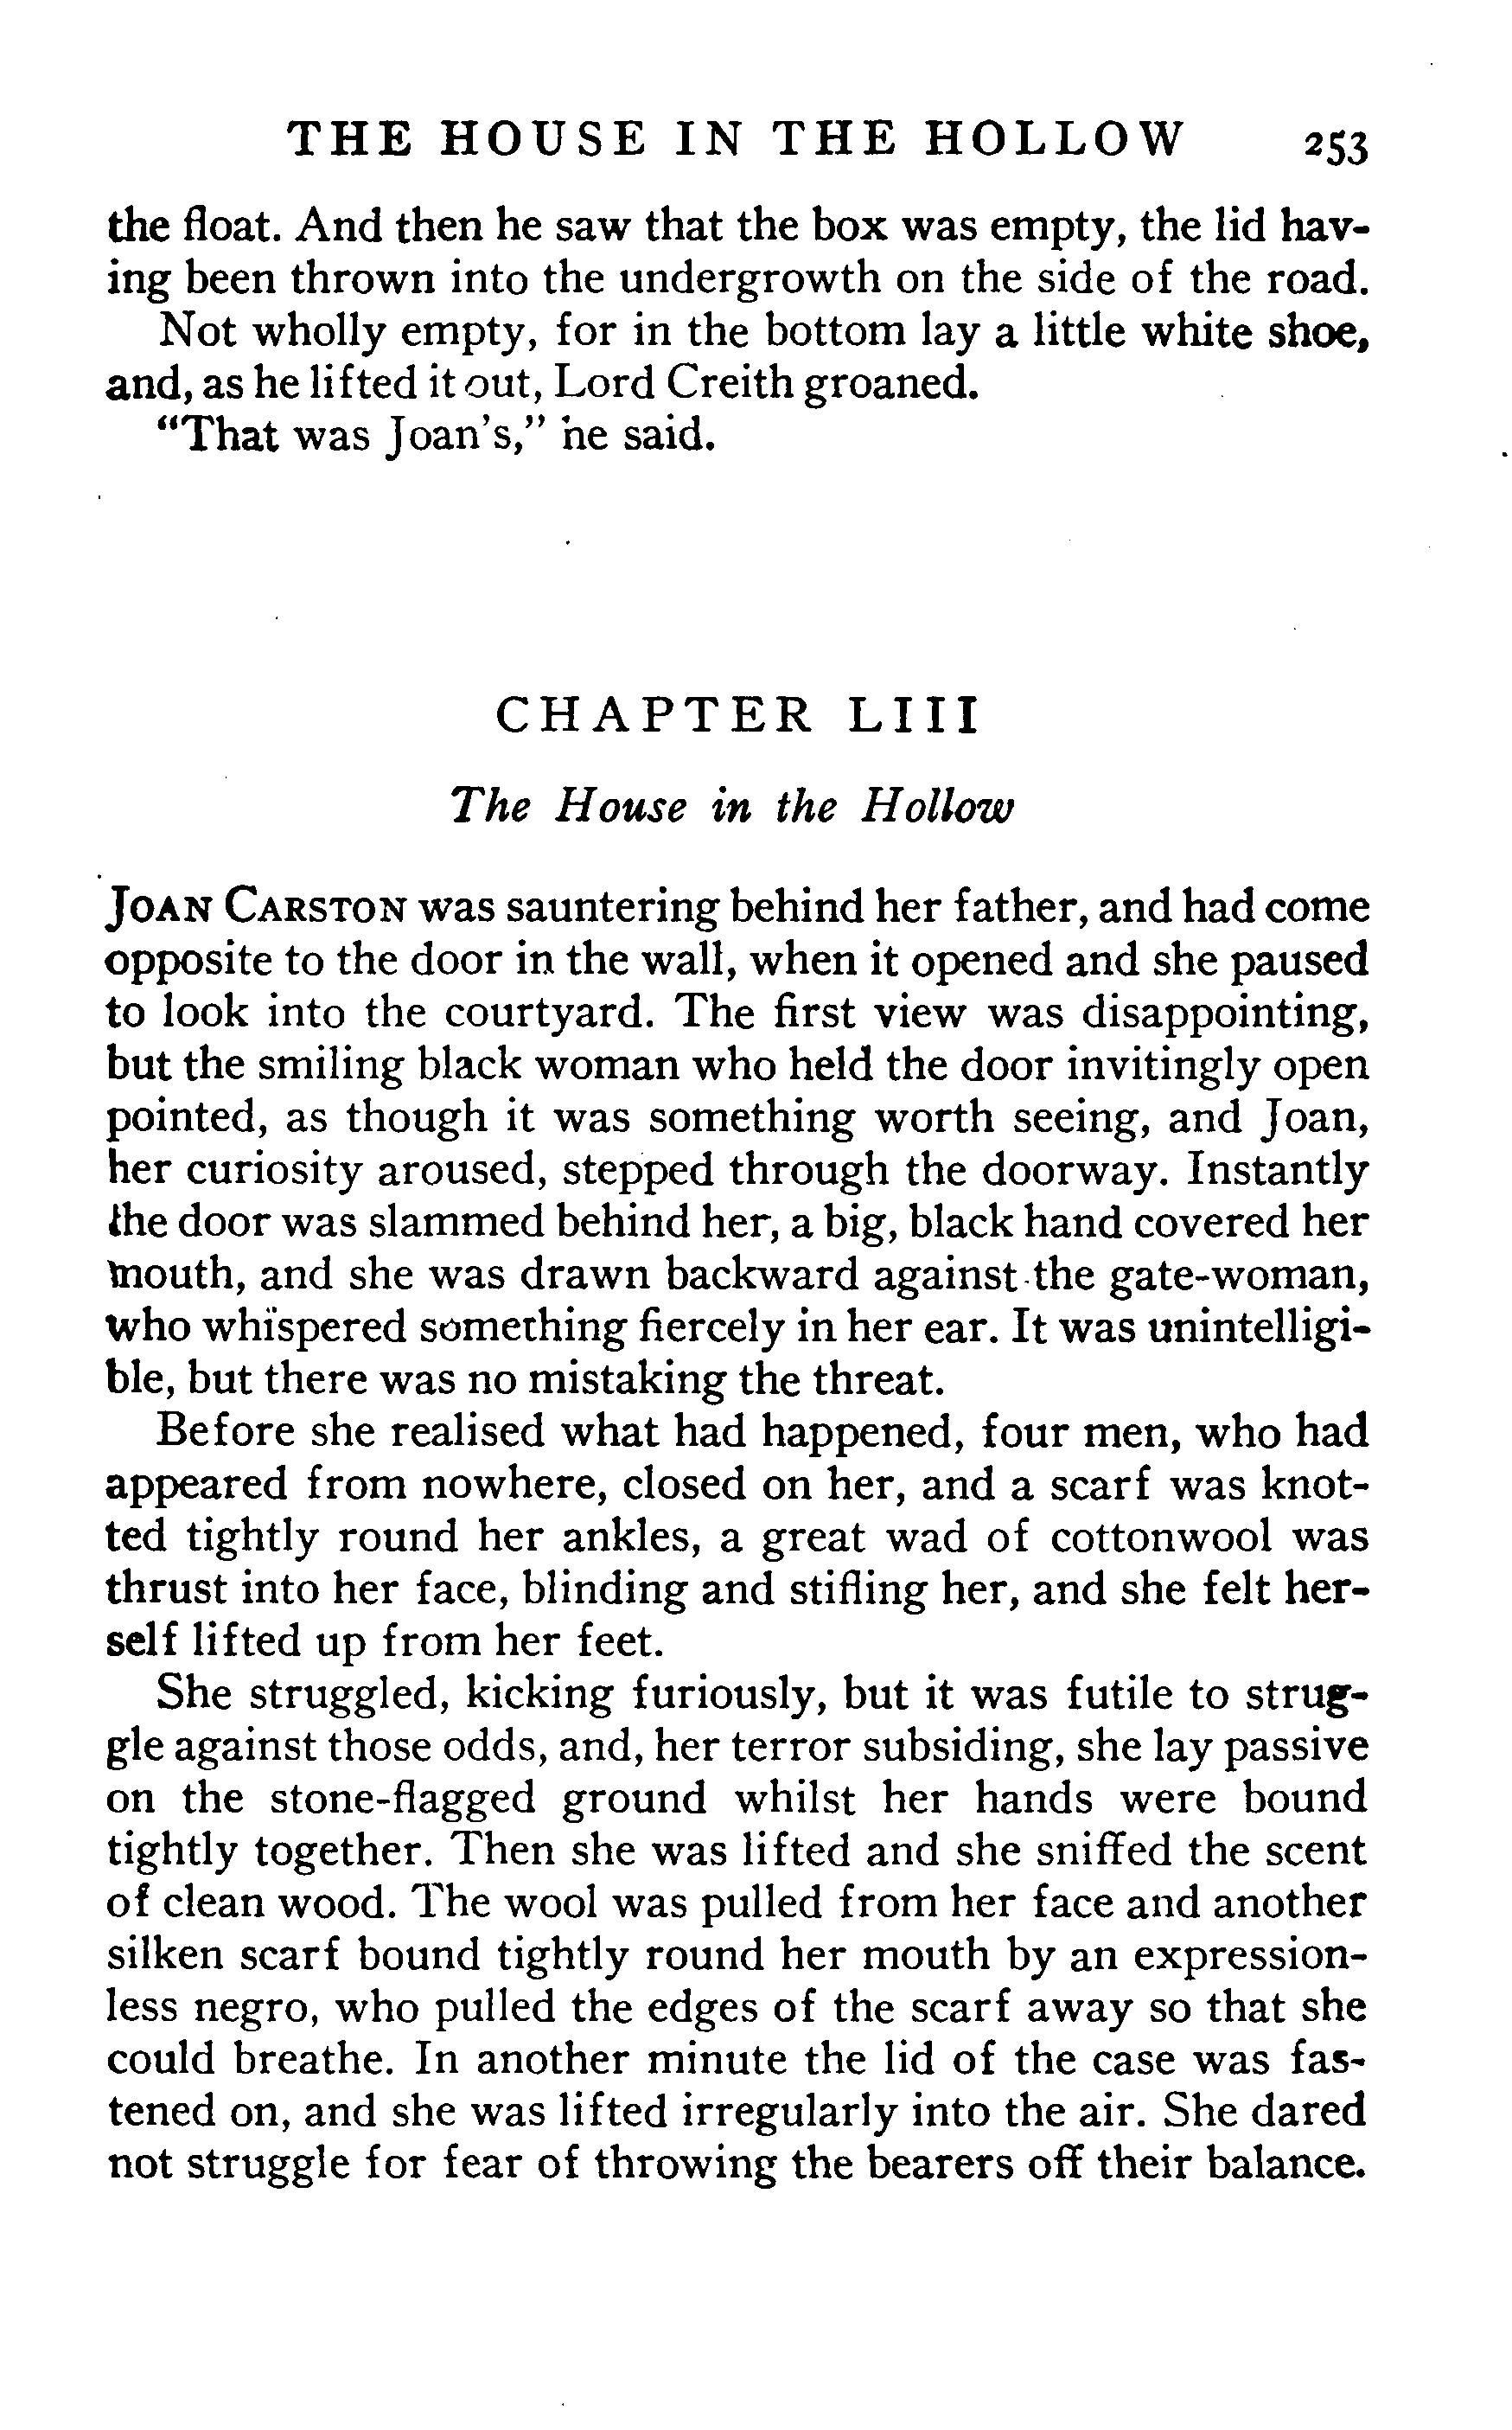 THE HOUSE IN THE HOLLOW 253
the float. And then he saw that the box was empty, the lid hav-
ing been thrown into the undergrowth on the side of the road.
Not wholly empty, for in the bottom lay a little white shoe,
and, as he lifted it out, Lord Creith groaned.
“That was Joan's,” he said.
CHAPTER LIII
The House in the Hollow
JOAN CARSTON was sauntering behind her father, and had come
opposite to the door in the wall, when it opened and she paused
to look into the courtyard. The first view was disappointing,
but the smiling black woman who held the door invitingly open
pointed, as though it was something worth seeing, and Joan,
her curiosity aroused, stepped through the doorway. Instantly
the door was slammed behind her, a big, black hand covered her
mouth, and she was drawn backward against the gate-woman,
who whispered something fiercely in her ear. It was unintelligi-
ble, but there was no mistaking the threat.
Before she realised what had happened, four men, who had
appeared from nowhere, closed on her, and a scarf was knot-
ted tightly round her ankles, a great wad of cottonwool was
thrust into her face, blinding and stifling her, and she felt her-
self lifted up from her feet.
She struggled, kicking furiously, but it was futile to strug-
gle against those odds, and, her terror subsiding, she lay passive
on the stone-flagged ground whilst her hands were bound
tightly together. Then she was lifted and she sniffed the scent
of clean wood. The wool was pulled from her face and another
silken scarf bound tightly round her mouth by an expression-
less negro, who pulled the edges of the scarf away so that she
could breathe. In another minute the lid of the case was fas-
tened on, and she was lifted irregularly into the air. She dared
not struggle for fear of throwing the bearers off their balance.